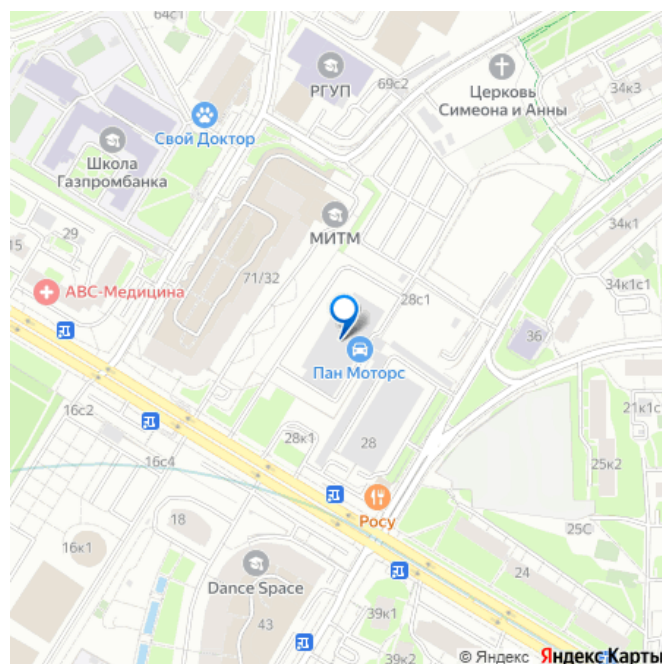 64с1
РГУП
69с2
Церковь
Симеона и Анны
34к3
Свой Доктор
Школа
Газпромбанка
МИТМ
29
15
71/32
34к1
АВС-Медицина
28с1
34к1с1
36
Пан Моторс
16с2
21к1с
28к1
28
16с4
25к2
Росу
18
25С
16к1
Dance Space
24
43
39к1
39к2
© Яндекс Яндекс Карты